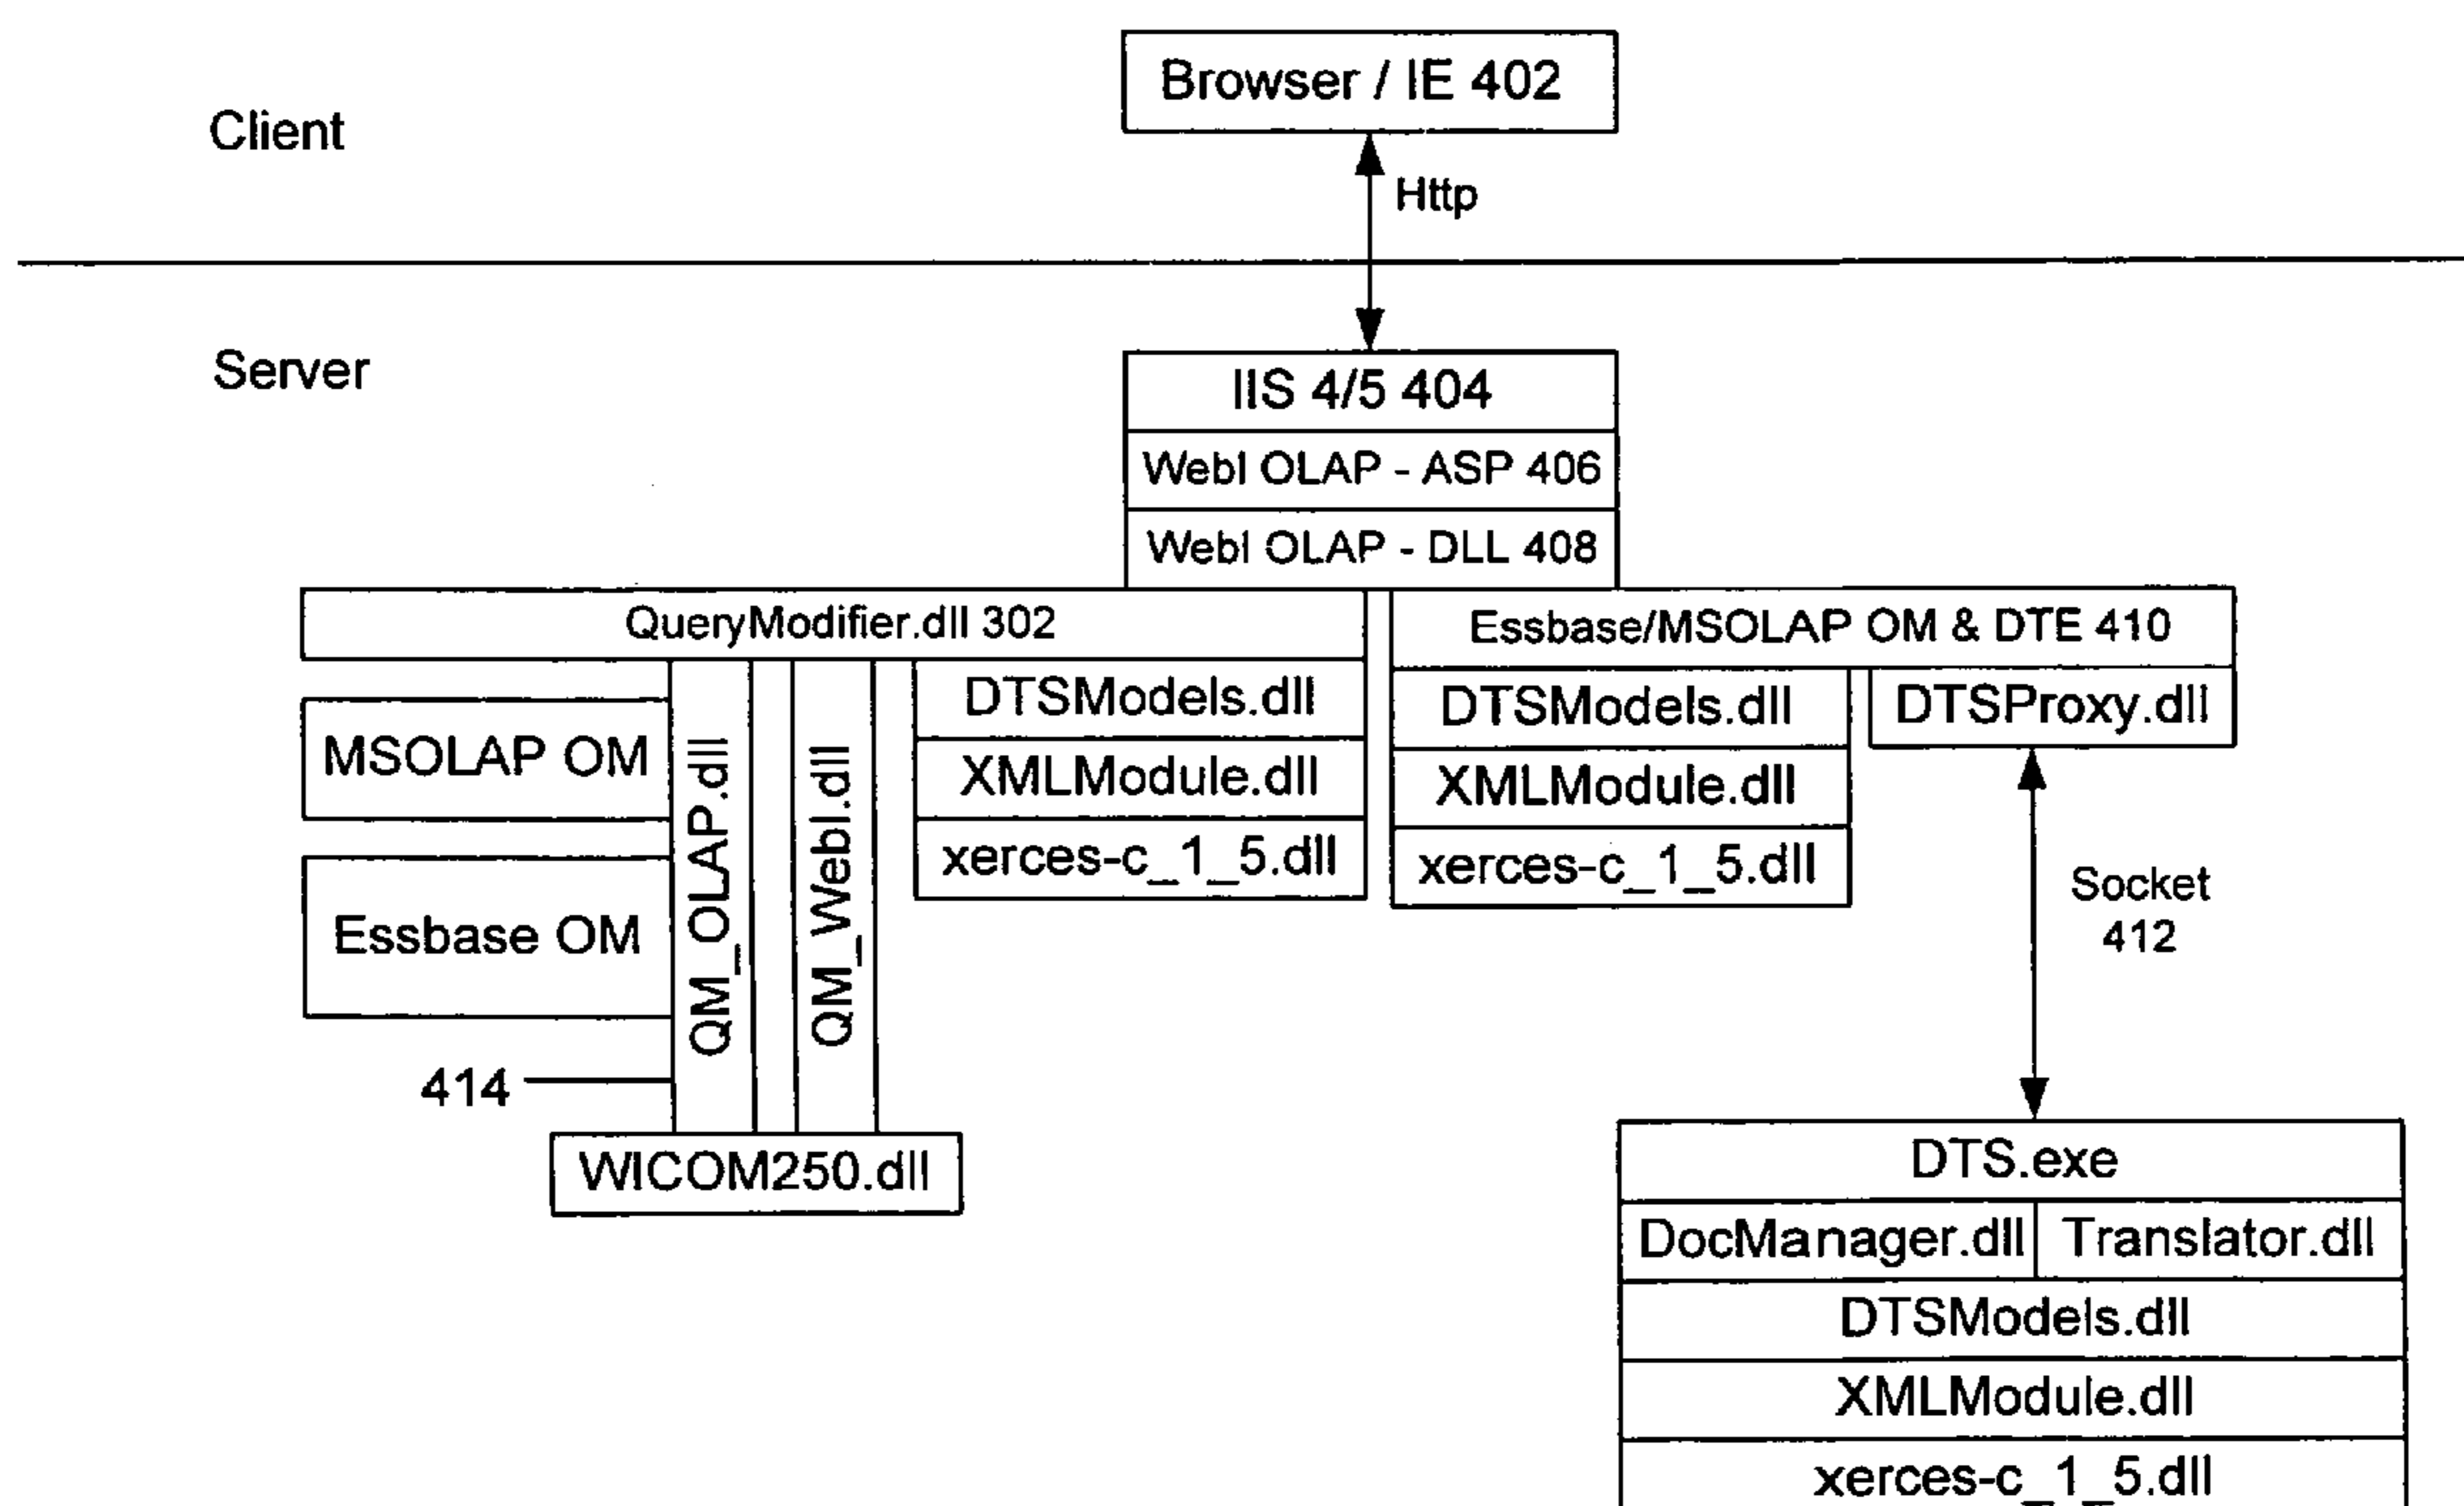 Browser / IE 402
Client
Http
Server
IIS 4/5 404
WebI OLAP - ASP 406
WebI OLAP - DLL 408
QueryModifier.dll 302
Essbase/MSOLAP OM & DTE 410
MSOLAP OM
Essbase OM
QM_OLAP.dll
QM_WebI.dll
DTSModels.dll
XMLModule.dll
xerces-c_1_5.dll
DTSModels.dll
XMLModule.dll
xerces-c_1_5.dll
DTSProxy.dll
Socket
412
414
WICOM250.dll
DTS.exe
DocManager.dll
Translator.dll
DTSModels.dll
XMLModule.dll
xerces-c_1_5.dll